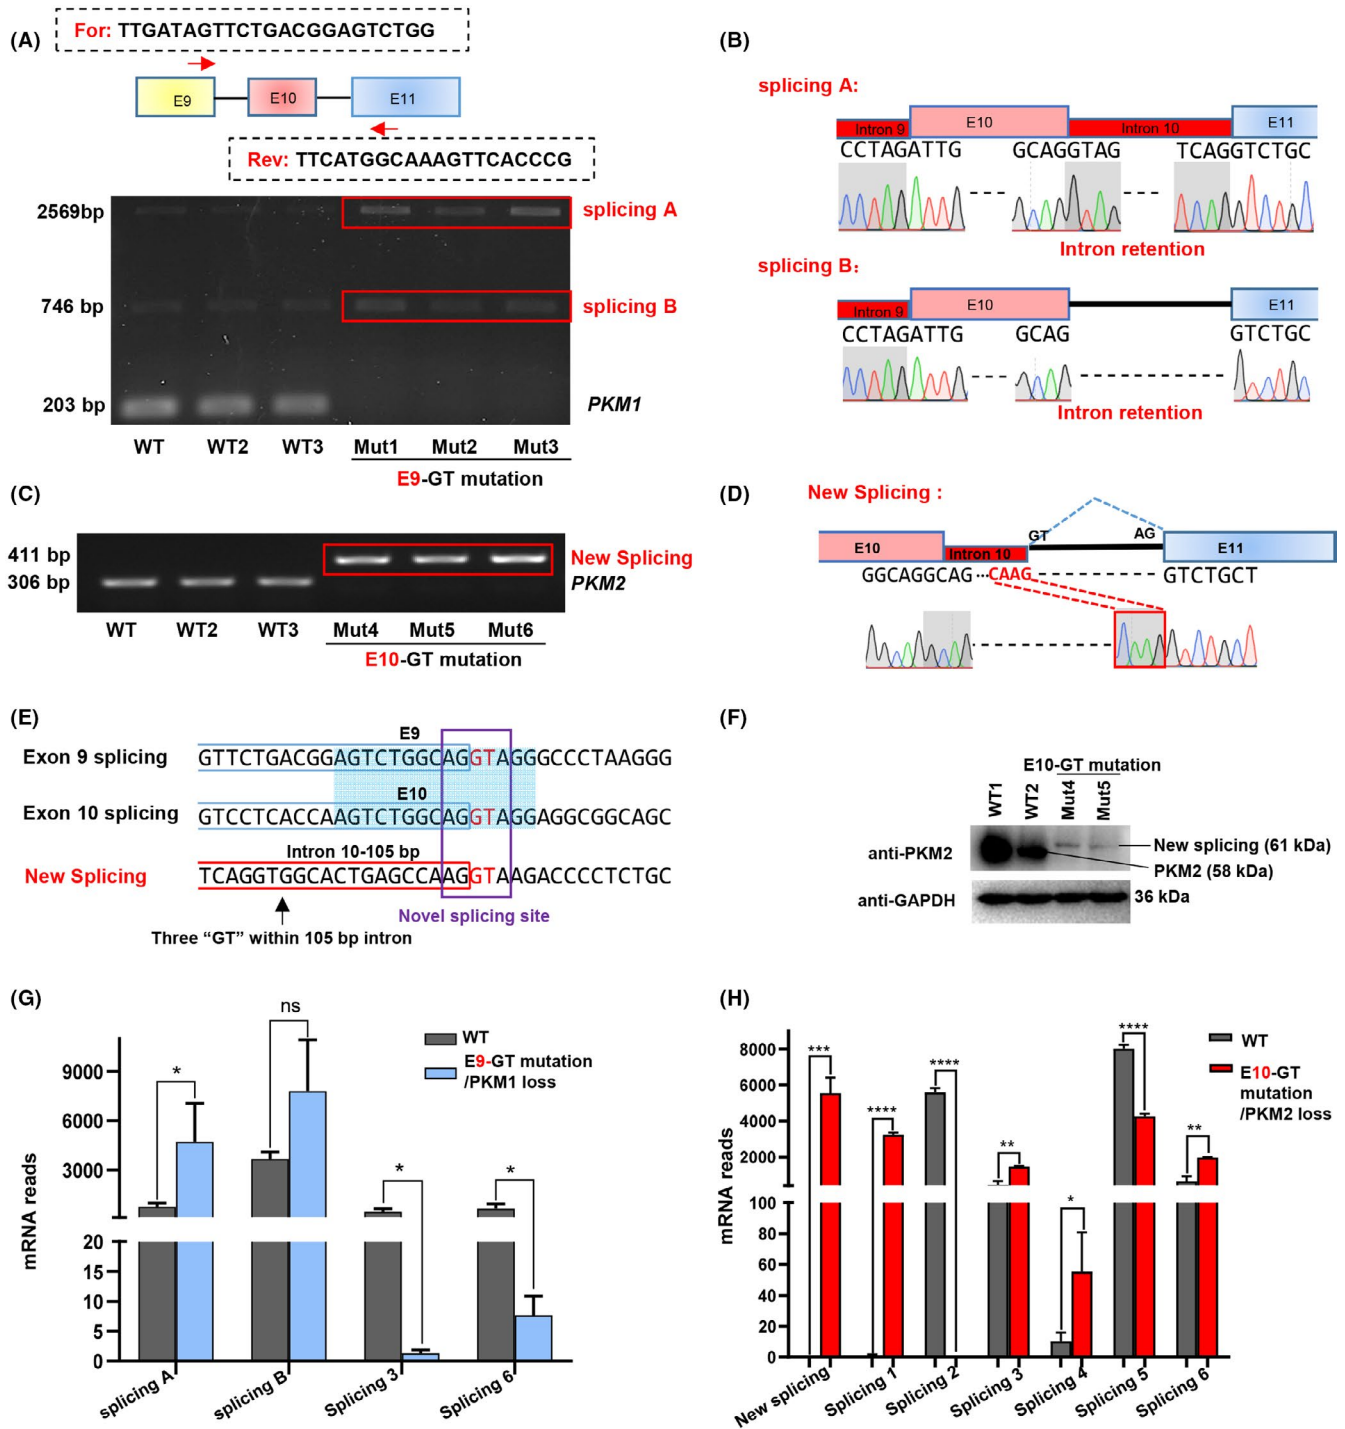 (A)
For: TTGATAGTTCTGACGGAGTCTGG
E9
E10
E11
Rev: TTCATGGCAAAGTTCACCCG
2569bp
splicing A
746 bp
splicing B
203 bp
PKM1
WT
WT2
WT3
Mut1
Mut2
Mut3
E9-GT mutation
(B)
splicing A:
Intron 9
E10
Intron 10
E11
CCTAGATTG
GCAGGTAG
TCAGGTCTGC
Intron retention
splicing B:
Intron 9
E10
E11
CCTAGATTG
GCAG
GTCTGC
Intron retention
(C)
411 bp
New Splicing
306 bp
PKM2
WT
WT2
WT3
Mut4
Mut5
Mut6
E10-GT mutation
(D)
New Splicing :
GT
AG
E10
Intron 10
E11
GGCAGGCAG ···CAAG
GTCTGCT
(E)
E9
Exon 9 splicing
GTTCTGACGGAGTCTGGCAGGTAGGGCCCTAAGGG
E10
Exon 10 splicing
GTCCTCACCAAGTCTGGCAGGTAGGAGGCGGCAGC
Intron 10-105 bp
New Splicing
TCAGGTGGCACTGAGCCAAGGTAAGACCCCTCTGC
Novel splicing site
Three “GT” within 105 bp intron
(F)
E10-GT mutation
WT1
WT2
Mut4
Mut5
anti-PKM2
New splicing (61 kDa)
PKM2 (58 kDa)
anti-GAPDH
36 kDa
(G)
ns
*
*
*
WT
E9-GT mutation
/PKM1 loss
mRNA reads
9000
6000
3000
20
15
10
5
0
splicing A
splicing B
Splicing 3
Splicing 6
(H)
***
****
****
**
*
****
**
WT
E10-GT
mutation
/PKM2 loss
mRNA reads
8000
6000
4000
2000
100
80
60
40
20
0
New splicing
Splicing 1
Splicing 2
Splicing 3
Splicing 4
Splicing 5
Splicing 6